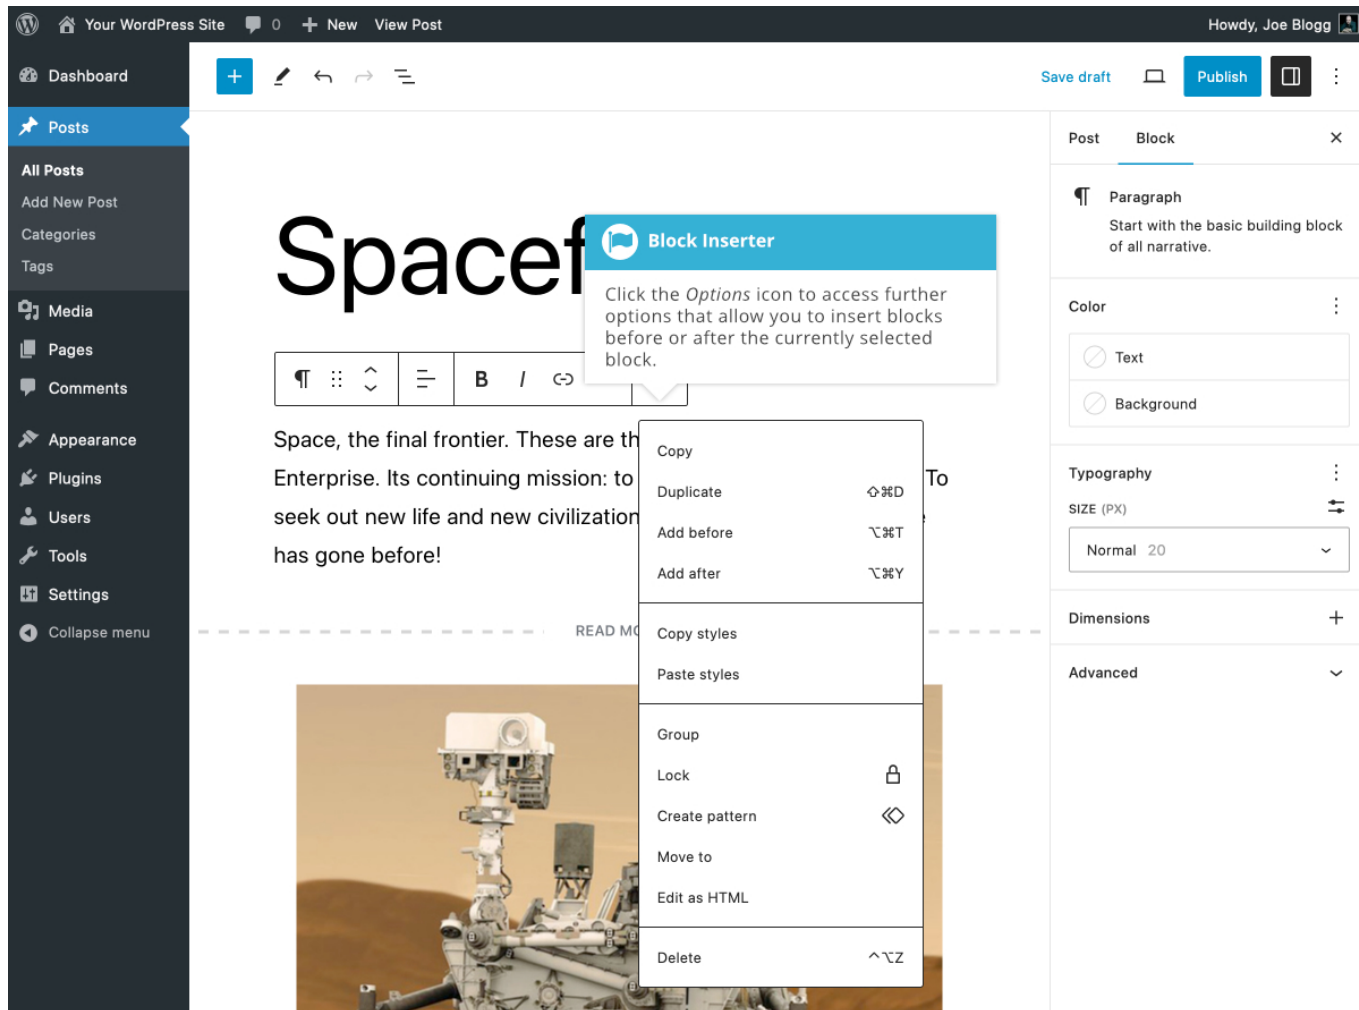 Your WordPress Site 0 New View Post
Howdy, Joe Blogg
Dashboard
Posts
All Posts
Add New Post
Categories
Tags
Media
Pages
Comments
Appearance
Plugins
Users
Tools
Settings
Collapse menu
Save draft
Publish
Spacef
Block Inserter
Click the Options icon to access further
options that allow you to insert blocks
before or after the currently selected
block.
B I
Space, the final frontier. These are th
Enterprise. Its continuing mission: to
To
seek out new life and new civilization
has gone before!
READ MO
Copy
Duplicate ⇧⌘D
Add before ⌥⌘T
Add after ⌥⌘Y
Copy styles
Paste styles
Group
Lock
Create pattern
Move to
Edit as HTML
Delete ^⌥Z
Post Block
Paragraph
Start with the basic building block
of all narrative.
Color
Text
Background
Typography
SIZE (PX)
Normal 20
Dimensions
Advanced